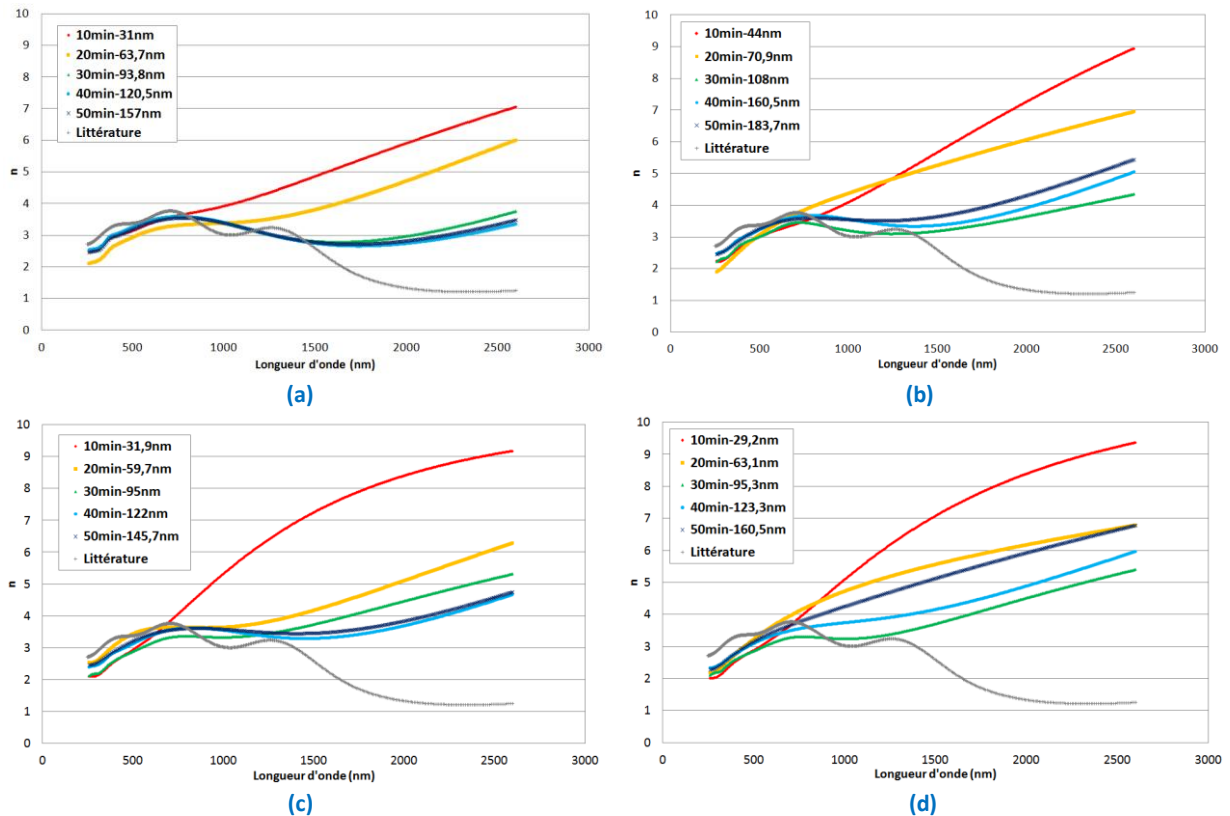 10
9
8
7
6
5
4
3
2
1
0
n
10min-31nm
20min-63,7nm
30min-93,8nm
40min-120,5nm
50min-157nm
Littérature
0 500 1000 1500 2000 2500 3000
Longueur d'onde (nm)
(a)
10
9
8
7
6
5
4
3
2
1
0
n
10min-44nm
20min-70,9nm
30min-108nm
40min-160,5nm
50min-183,7nm
Littérature
0 500 1000 1500 2000 2500 3000
Longueur d'onde (nm)
(b)
10
9
8
7
6
5
4
3
2
1
0
n
10min-31,9nm
20min-59,7nm
30min-95nm
40min-122nm
50min-145,7nm
Littérature
0 500 1000 1500 2000 2500 3000
Longueur d'onde (nm)
(c)
10
9
8
7
6
5
4
3
2
1
0
n
10min-29,2nm
20min-63,1nm
30min-95,3nm
40min-123,3nm
50min-160,5nm
Littérature
0 500 1000 1500 2000 2500 3000
Longueur d'onde (nm)
(d)